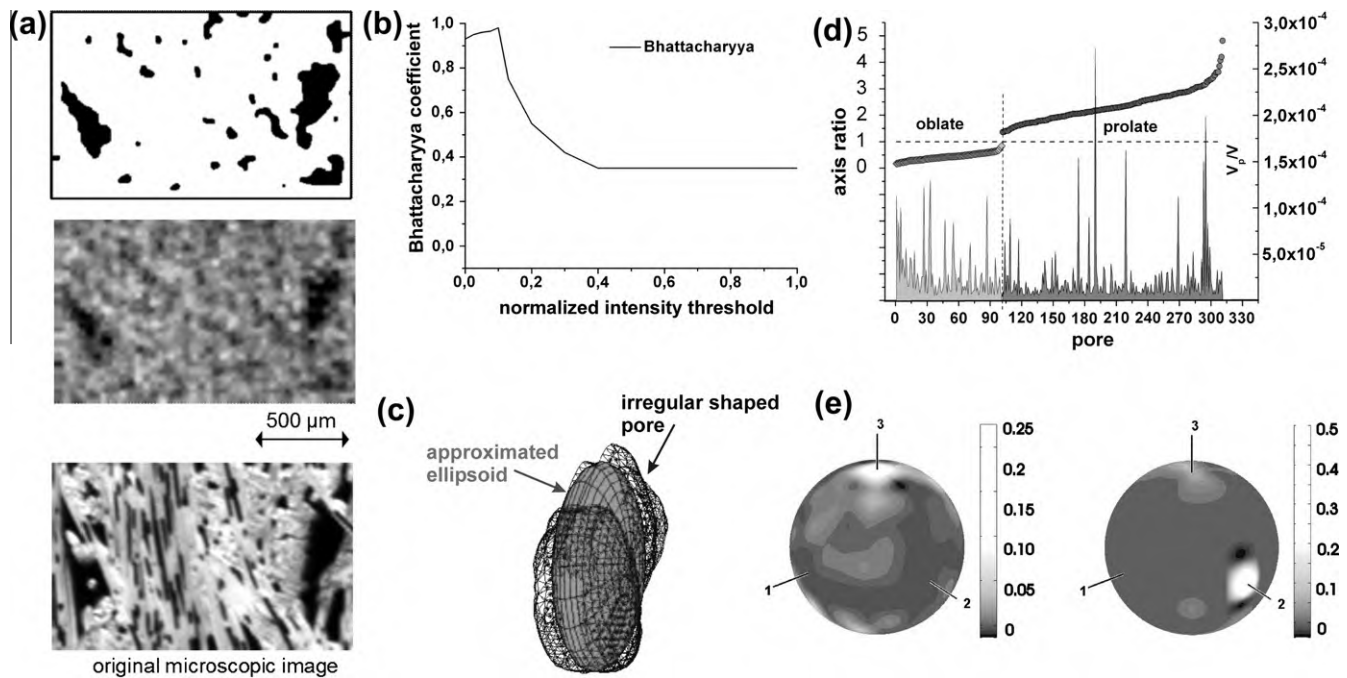 (a)
500 µm
original microscopic image
(b)
Bhattacharyya coefficient
1,0
0,8
0,6
0,4
0,2
0,0
Bhattacharyya
0,0 0,2 0,4 0,6 0,8 1,0
normalized intensity threshold
(c)
irregular shaped
pore
approximated
ellipsoid
(d)
axis ratio
5
4
3
2
1
0
oblate
prolate
3,0x10⁻⁴
2,5x10⁻⁴
2,0x10⁻⁴
1,5x10⁻⁴
1,0x10⁻⁴
5,0x10⁻⁵
Vₚ/V
0 30 60 90 120 150 180 210 240 270 300 330
pore
(e)
3
1
2
0.25
0.2
0.15
0.10
0.05
0
3
1
2
0.5
0.4
0.3
0.2
0.1
0